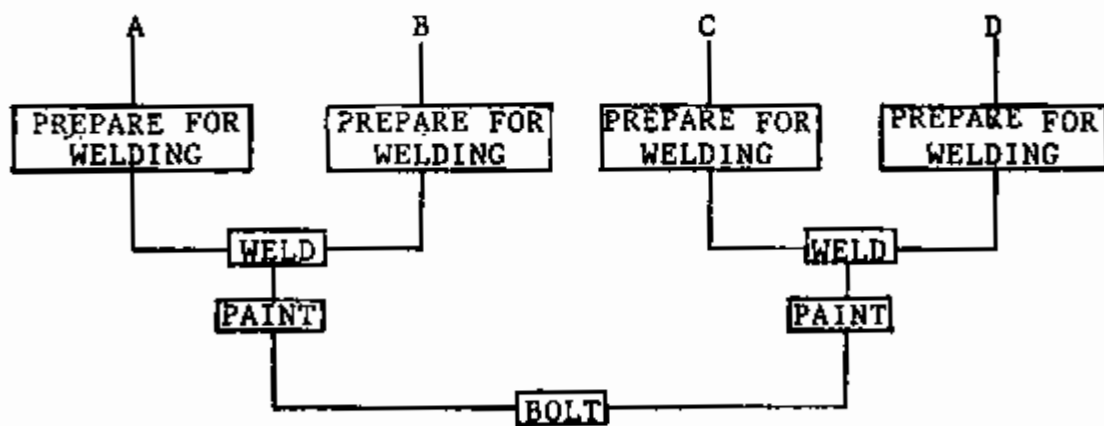 A B C D
PREPARE FOR PREPARE FOR PREPARE FOR PREPARE FOR
WELDING WELDING WELDING WELDING
WELD WELD
PAINT PAINT
BOLT